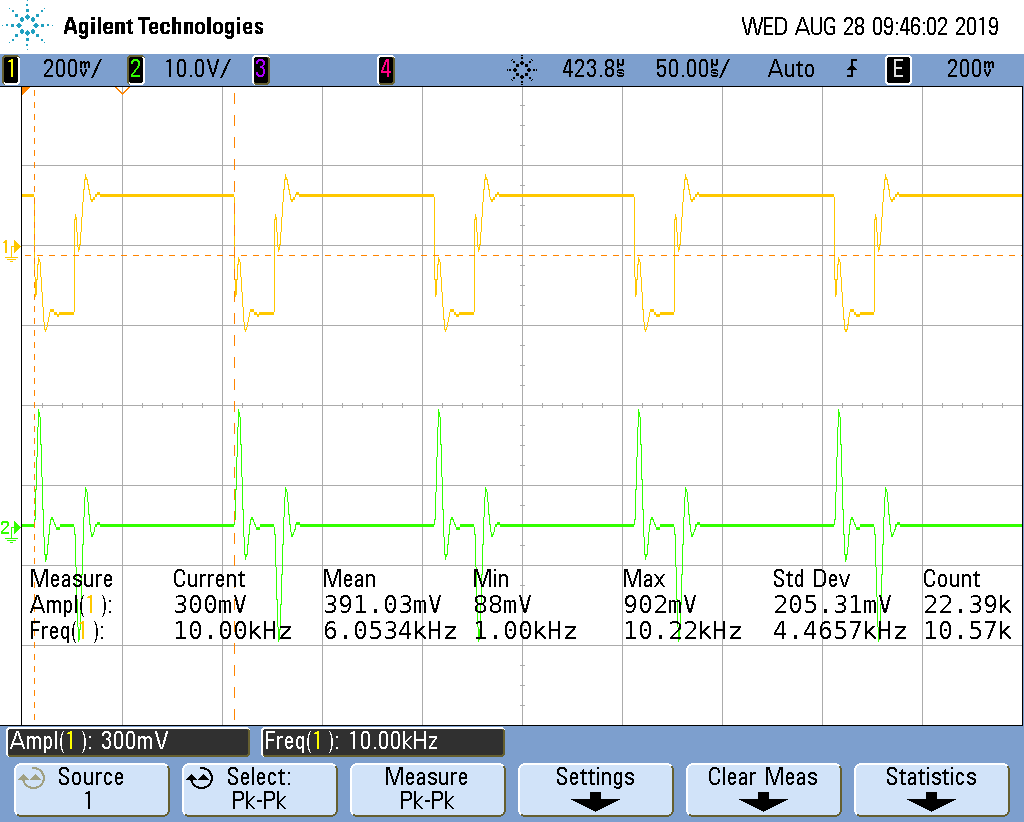 Agilent Technologies WED AUG 28 09:46:02 2019
1 200mV/ 2 10.0V/ 3 4 423.8µs 50.00µs/ Auto E 200mV
1
2
Measure Current Mean Min Max Std Dev Count
Ampl(1): 300mV 391.03mV 88mV 902mV 205.31mV 22.39k
Freq(1): 10.00kHz 6.0534kHz 1.00kHz 10.22kHz 4.4657kHz 10.57k
Ampl(1): 300mV Freq(1): 10.00kHz
Source Select: Measure Settings Clear Meas Statistics
1 Pk-Pk Pk-Pk